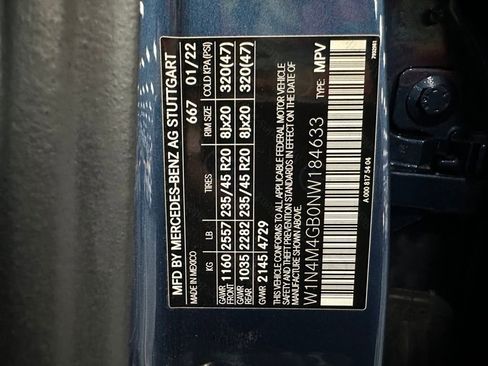 MFD BY MERCEDES-BENZ AG STUTTGART
MADE IN MEXICO 667 01/22
KG LB TIRES RIM SIZE COLD KPA/(PSI)
GAWR FRONT 1160 2557 235/45 R20 8Jx20 320(47)
GAWR REAR 1035 2282 235/45 R20 8Jx20 320(47)
GVWR 2145 4729
THIS VEHICLE CONFORMS TO ALL APPLICABLE FEDERAL MOTOR VEHICLE
SAFETY, BUMPER, AND THEFT PREVENTION STANDARDS IN EFFECT ON THE DATE OF
MANUFACTURE SHOWN ABOVE.
TYPE: MPV
W1N4M4GB0NW184633
A 000 817 54 04